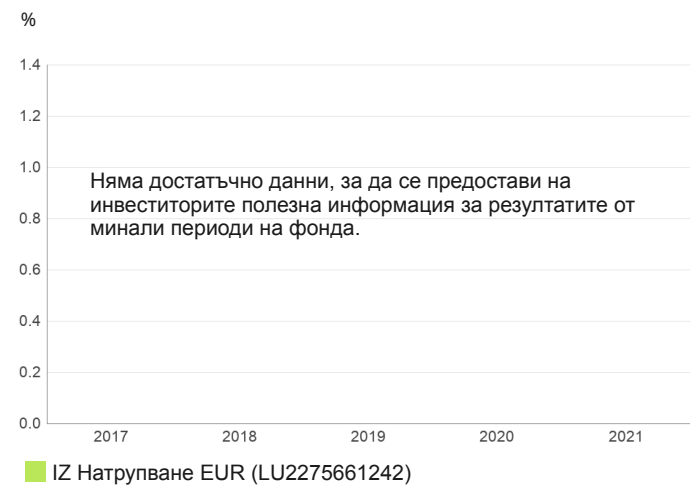 %
1.4
1.2
1.0
Няма достатъчно данни, за да се предостави на
инвеститорите полезна информация за резултатите от
минали периоди на фонда.
0.8
0.6
0.4
0.2
0.0
2017 2018 2019 2020 2021
IZ Натрупване EUR (LU2275661242)